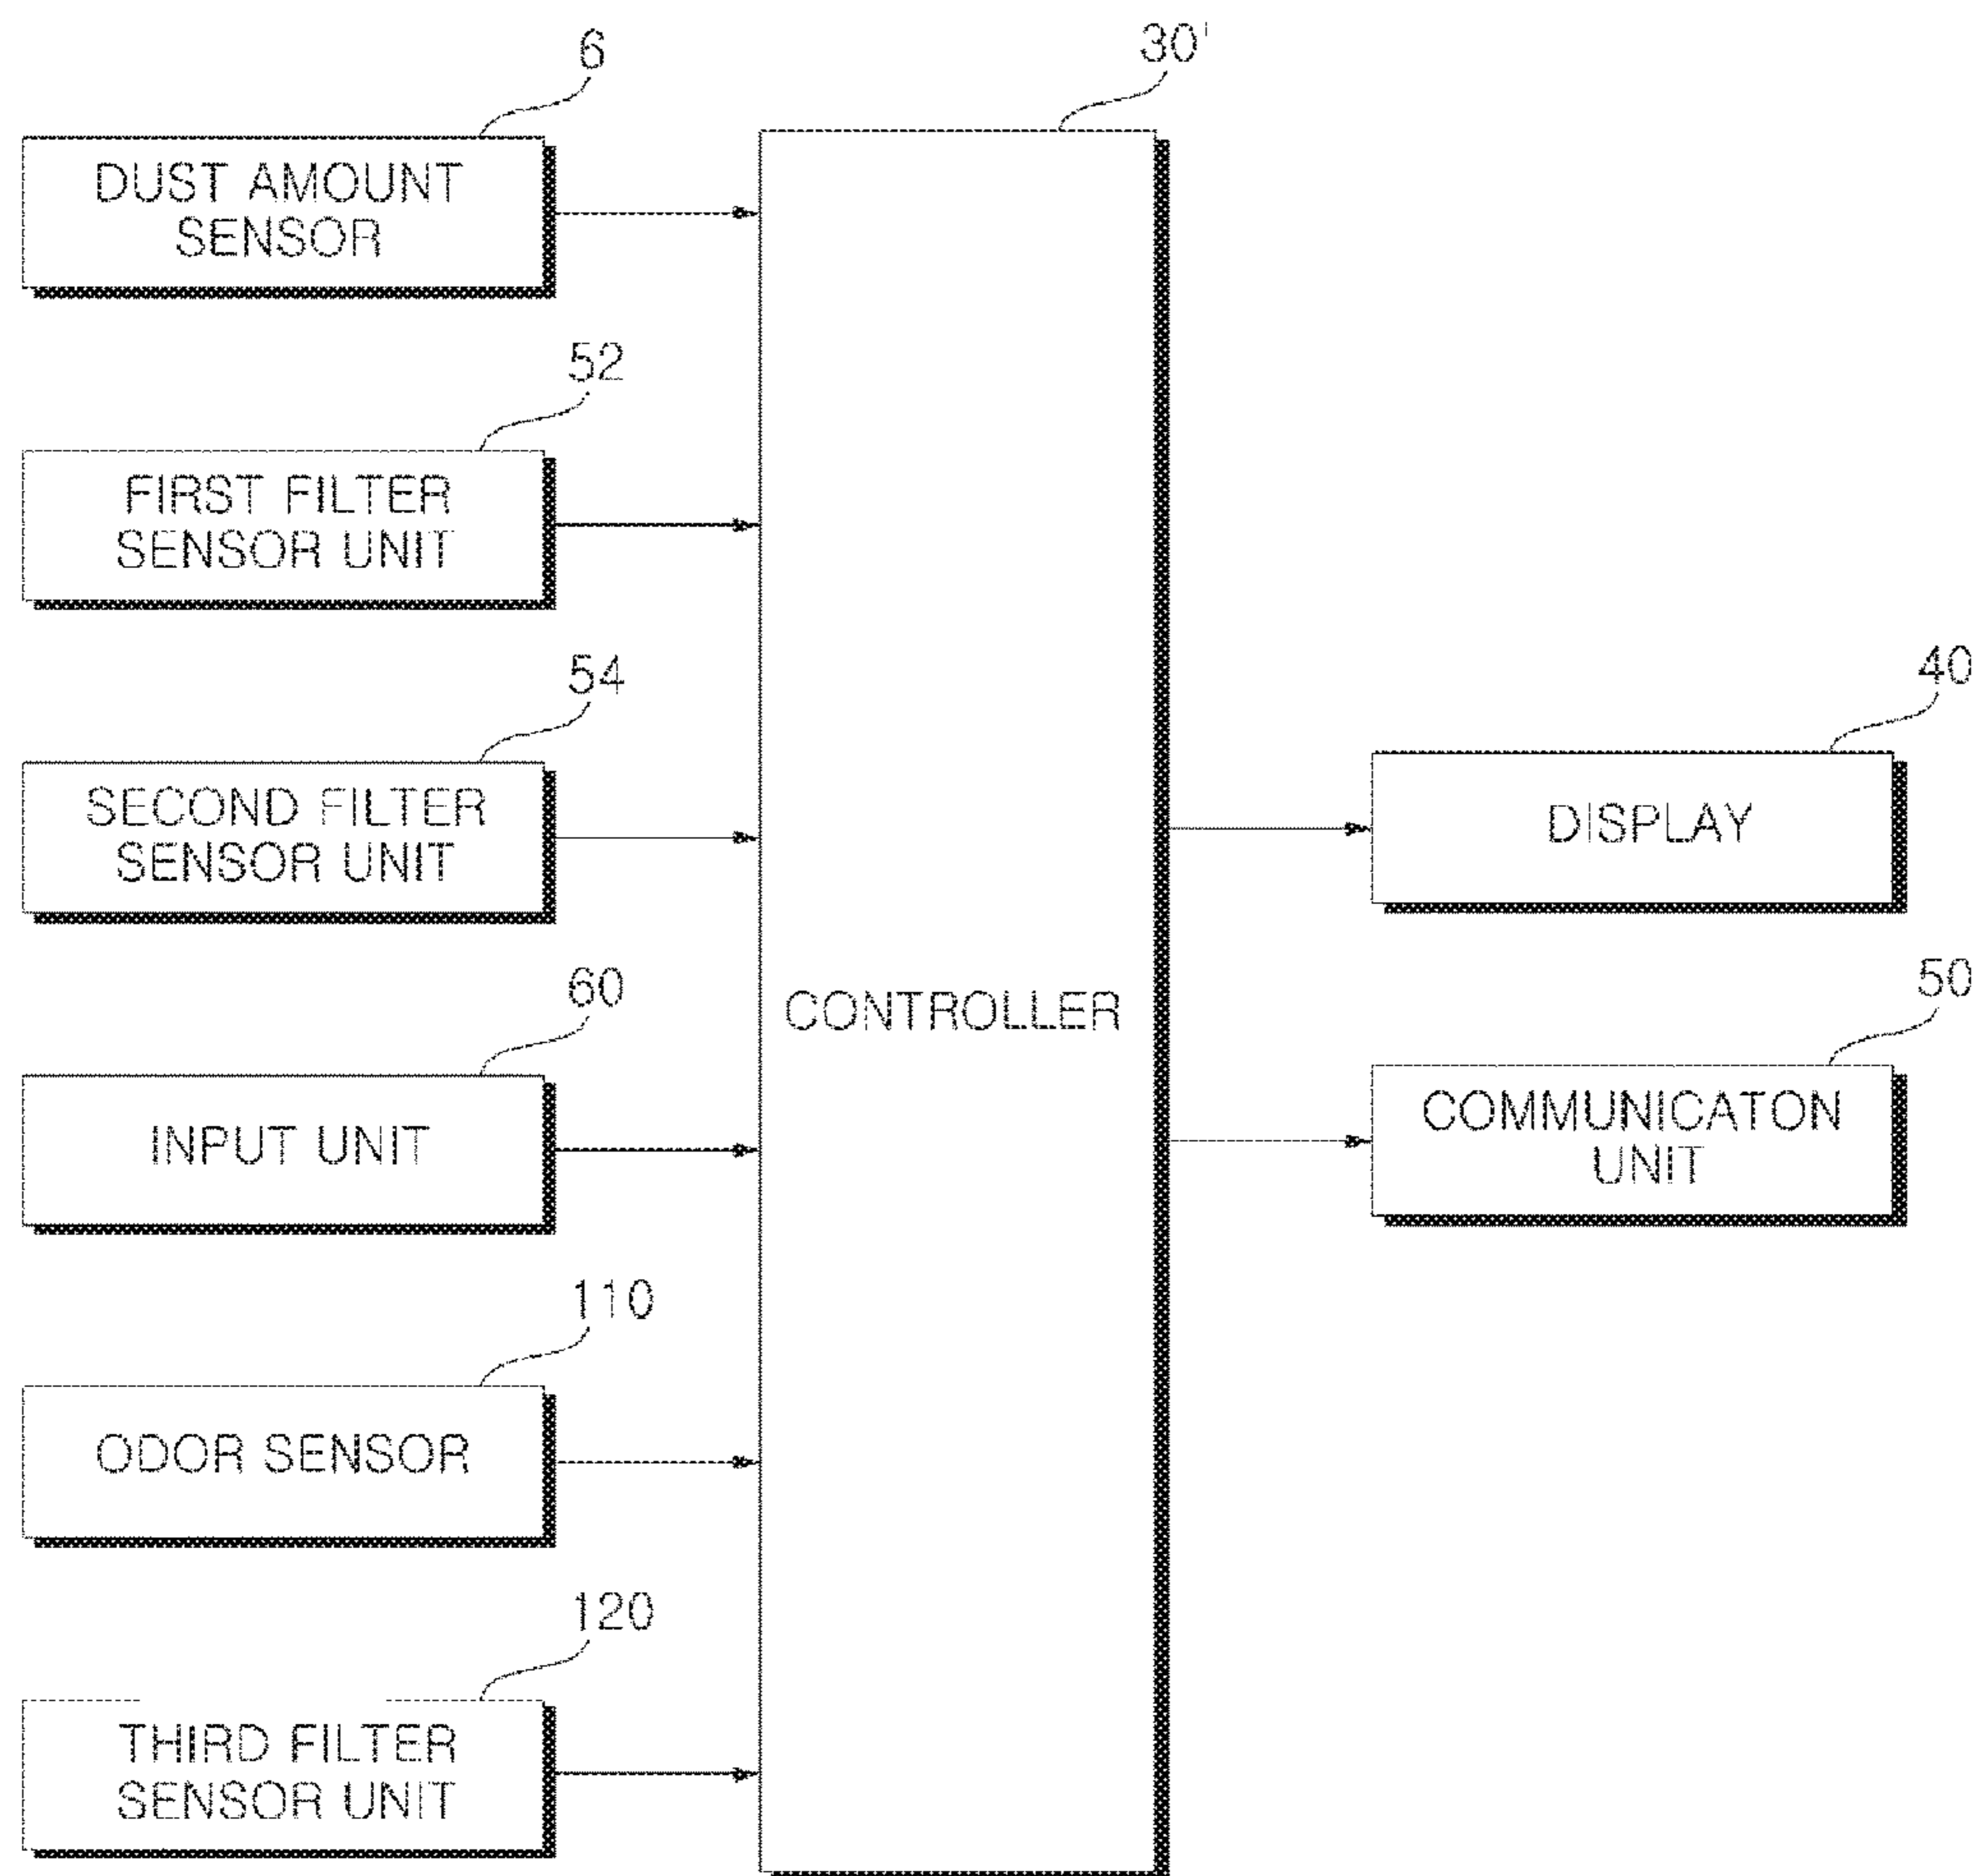 6
30'
DUST AMOUNT
SENSOR
52
FIRST FILTER
SENSOR UNIT
54
SECOND FILTER
SENSOR UNIT
40
DISPLAY
60
INPUT UNIT
CONTROLLER
50
COMMUNICATON
UNIT
110
ODOR SENSOR
120
THIRD FILTER
SENSOR UNIT